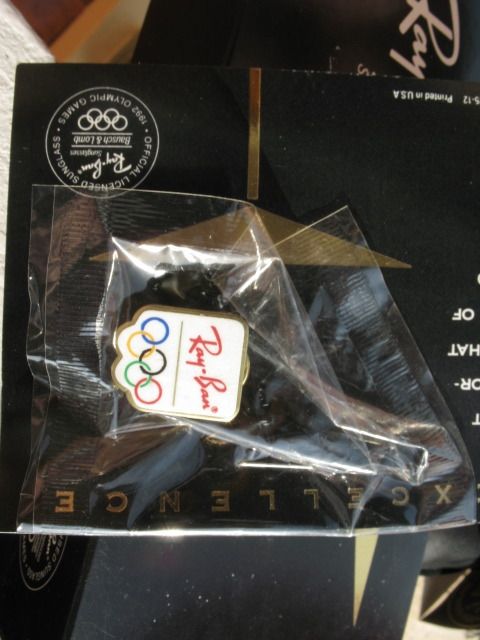 Ray
Printed in U.S.A
OFFICIAL LICENSED SUNGLASS • 1992 OLYMPIC GAMES •
Ray-Ban
Sunglasses
Bausch & Lomb
Ray-Ban
OF
HAT
OR-
T
XCELLENCE